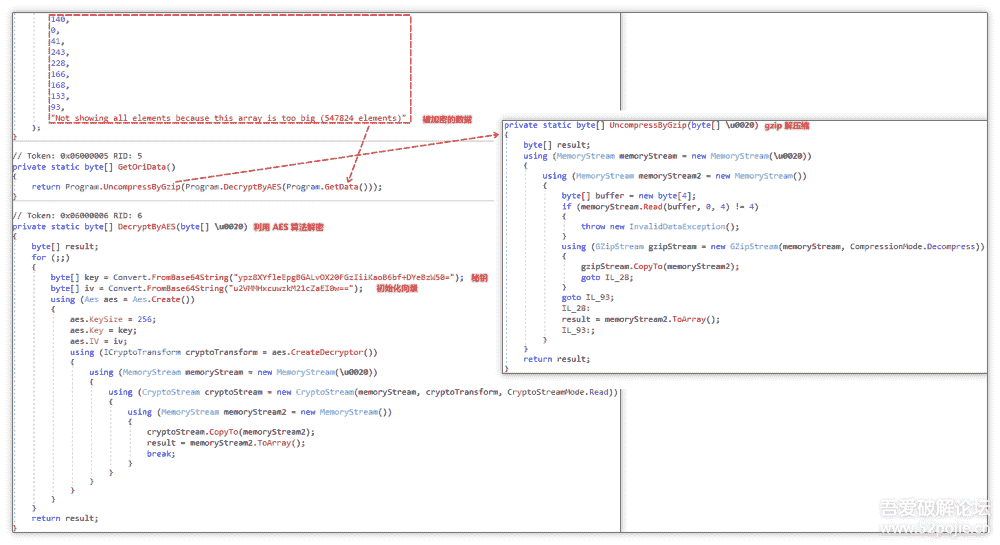 140,
0,
41,
243,
228,
166,
168,
133,
93,
"Not showing all elements because this array is too big (547824 elements)" 被加密的数据
};
}
// Token: 0x06000005 RID: 5
private static byte[] GetOriData()
{
return Program.UncompressByGzip(Program.DecryptByAES(Program.GetData()));
}
// Token: 0x06000006 RID: 6
private static byte[] DecryptByAES(byte[] \u0020) 利用 AES 算法解密
{
byte[] result;
for (;;)
{
byte[] key = Convert.FromBase64String("ypz8XYfleEpgBGALvOX20FGzIiiKaoB6bf+DYeBzW50="); 秘钥
byte[] iv = Convert.FromBase64String("u2VMMHxcuwzkM21cZaEI0w=="); 初始化向量
using (Aes aes = Aes.Create())
{
aes.KeySize = 256;
aes.Key = key;
aes.IV = iv;
using (ICryptoTransform cryptoTransform = aes.CreateDecryptor())
{
using (MemoryStream memoryStream = new MemoryStream(\u0020))
{
using (CryptoStream cryptoStream = new CryptoStream(memoryStream, cryptoTransform, CryptoStreamMode.Read))
{
using (MemoryStream memoryStream2 = new MemoryStream())
{
cryptoStream.CopyTo(memoryStream2);
result = memoryStream2.ToArray();
break;
}
}
}
}
}
}
return result;
}
private static byte[] UncompressByGzip(byte[] \u0020) gzip 解压缩
{
byte[] result;
using (MemoryStream memoryStream = new MemoryStream(\u0020))
{
using (MemoryStream memoryStream2 = new MemoryStream())
{
byte[] buffer = new byte[4];
if (memoryStream.Read(buffer, 0, 4) != 4)
{
throw new InvalidDataException();
}
using (GZipStream gzipStream = new GZipStream(memoryStream, CompressionMode.Decompress))
{
gzipStream.CopyTo(memoryStream2);
goto IL_28;
}
goto IL_93;
IL_28:
result = memoryStream2.ToArray();
IL_93:;
}
}
return result;
}
吾爱破解论坛
www.52pojie.cn